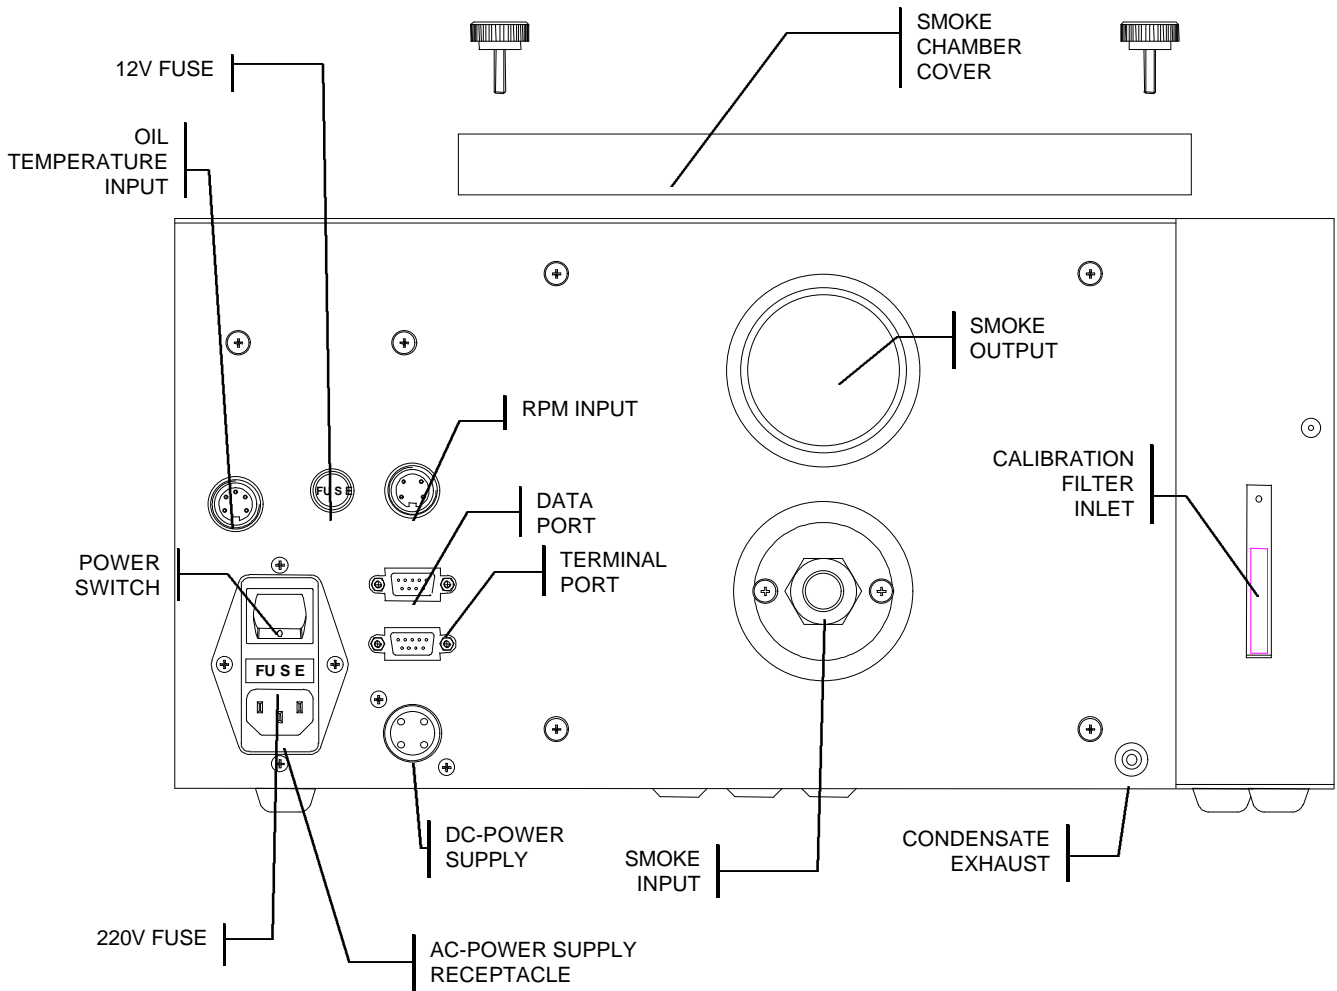 SMOKE
CHAMBER
COVER
12V FUSE
OIL
TEMPERATURE
INPUT
SMOKE
OUTPUT
RPM INPUT
CALIBRATION
FILTER
INLET
FUSE
DATA
PORT
POWER
SWITCH
TERMINAL
PORT
FUSE
DC-POWER
SUPPLY
SMOKE
INPUT
CONDENSATE
EXHAUST
220V FUSE
AC-POWER SUPPLY
RECEPTACLE